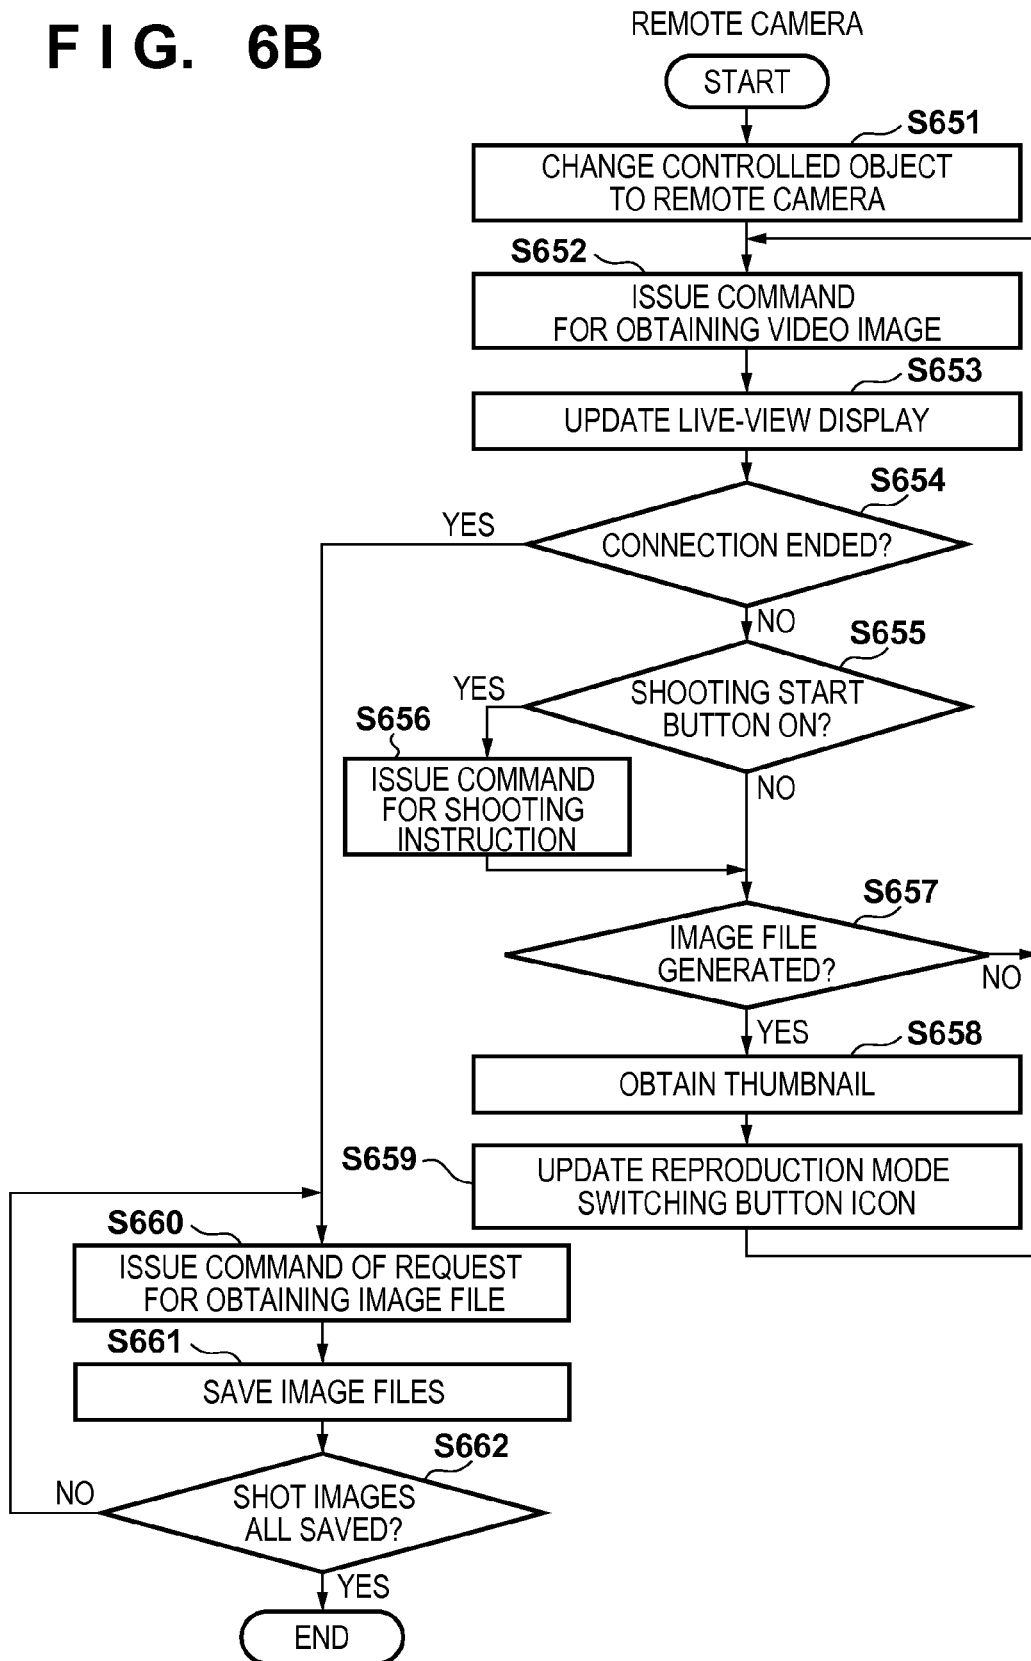 FIG. 6B
REMOTE CAMERA
START
S651
CHANGE CONTROLLED OBJECT
TO REMOTE CAMERA
S652
ISSUE COMMAND
FOR OBTAINING VIDEO IMAGE
S653
UPDATE LIVE-VIEW DISPLAY
S654
YES
CONNECTION ENDED?
NO
S655
YES
SHOOTING START
BUTTON ON?
S656
NO
ISSUE COMMAND
FOR SHOOTING
INSTRUCTION
S657
IMAGE FILE
GENERATED?
NO
YES
S658
OBTAIN THUMBNAIL
S659
UPDATE REPRODUCTION MODE
SWITCHING BUTTON ICON
S660
ISSUE COMMAND OF REQUEST
FOR OBTAINING IMAGE FILE
S661
SAVE IMAGE FILES
S662
NO
SHOT IMAGES
ALL SAVED?
YES
END